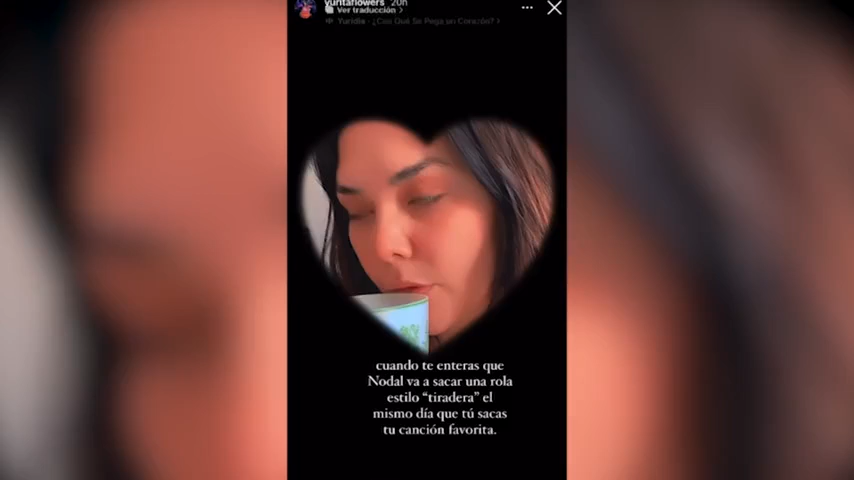 yuritaflowers 20h
Ver traducción >
Yuridia · ¿Con Qué Se Pega un Corazón? >
cuando te enteras que
Nodal va a sacar una rola
estilo “tiradera” el
mismo día que tú sacas
tu canción favorita.